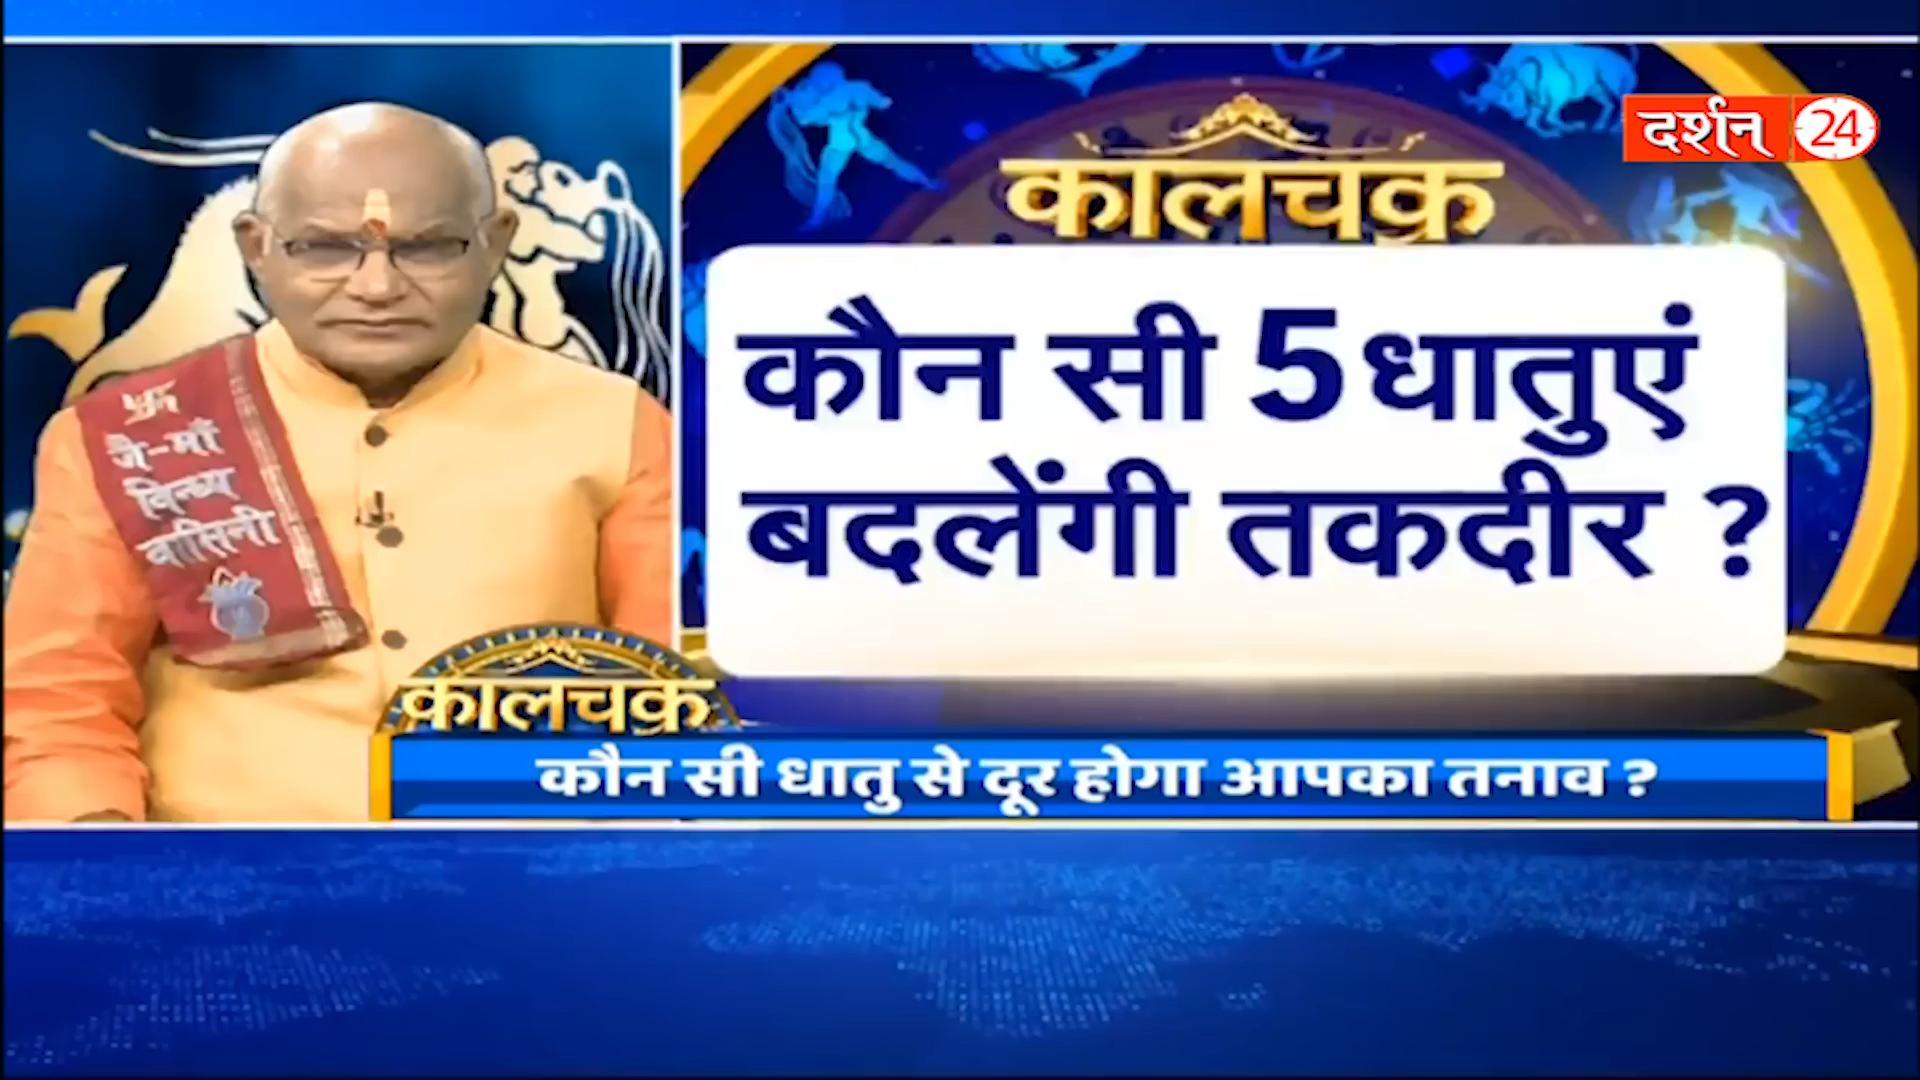 दर्शन 24
कालचक्र
कौन सी 5 धातुएं
बदलेंगी तकदीर ?
जै-माँ
विन्ध्य
वासिनी
कालचक्र
कौन सी धातु से दूर होगा आपका तनाव ?